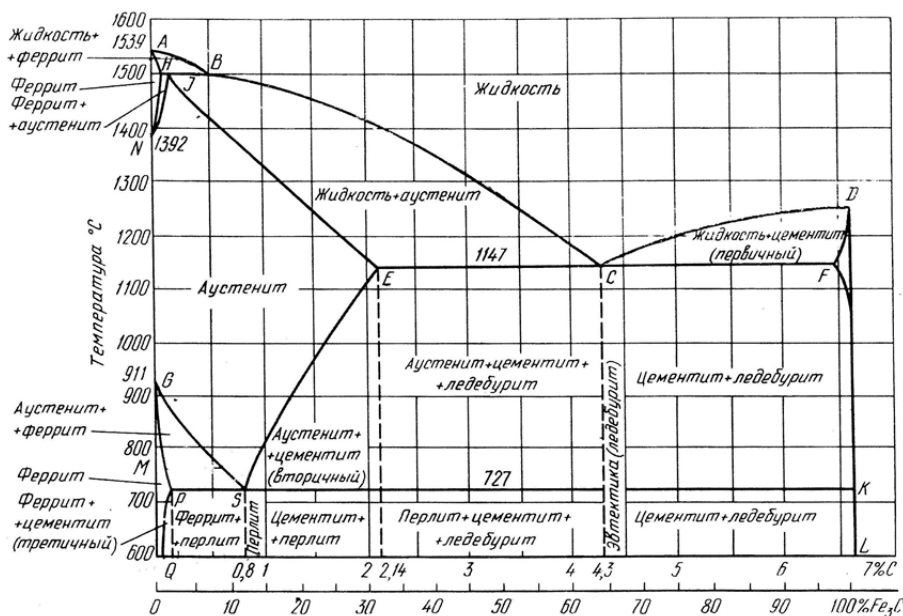 1600
1539
A
Жидкость+
+феррит
H
B
1500
J
Жидкость
Феррит
Феррит+
+аустенит
1400
N
1392
1300
Жидкость+аустенит
D
1200
Жидкость+цементит
(первичный)
1147
E
C
F
Температура °С
Аустенит
1100
1000
Аустенит+цементит+
+ледебурит
Эвтектика (ледебурит)
Цементит+ледебурит
911
G
900
Аустенит+
+феррит
Аустенит+
+цементит
(вторичный)
800
M
Феррит
727
P
S
K
700
Феррит+
+цементит
(третичный)
Феррит+
+перлит
Перлит
Цементит+
+перлит
Перлит+цементит+
+ледебурит
Цементит+ледебурит
600
L
Q
0,8
1
2
2,14
3
4
4,3
5
6
7%C
0
10
20
30
40
50
60
70
80
90
100%Fe₃C